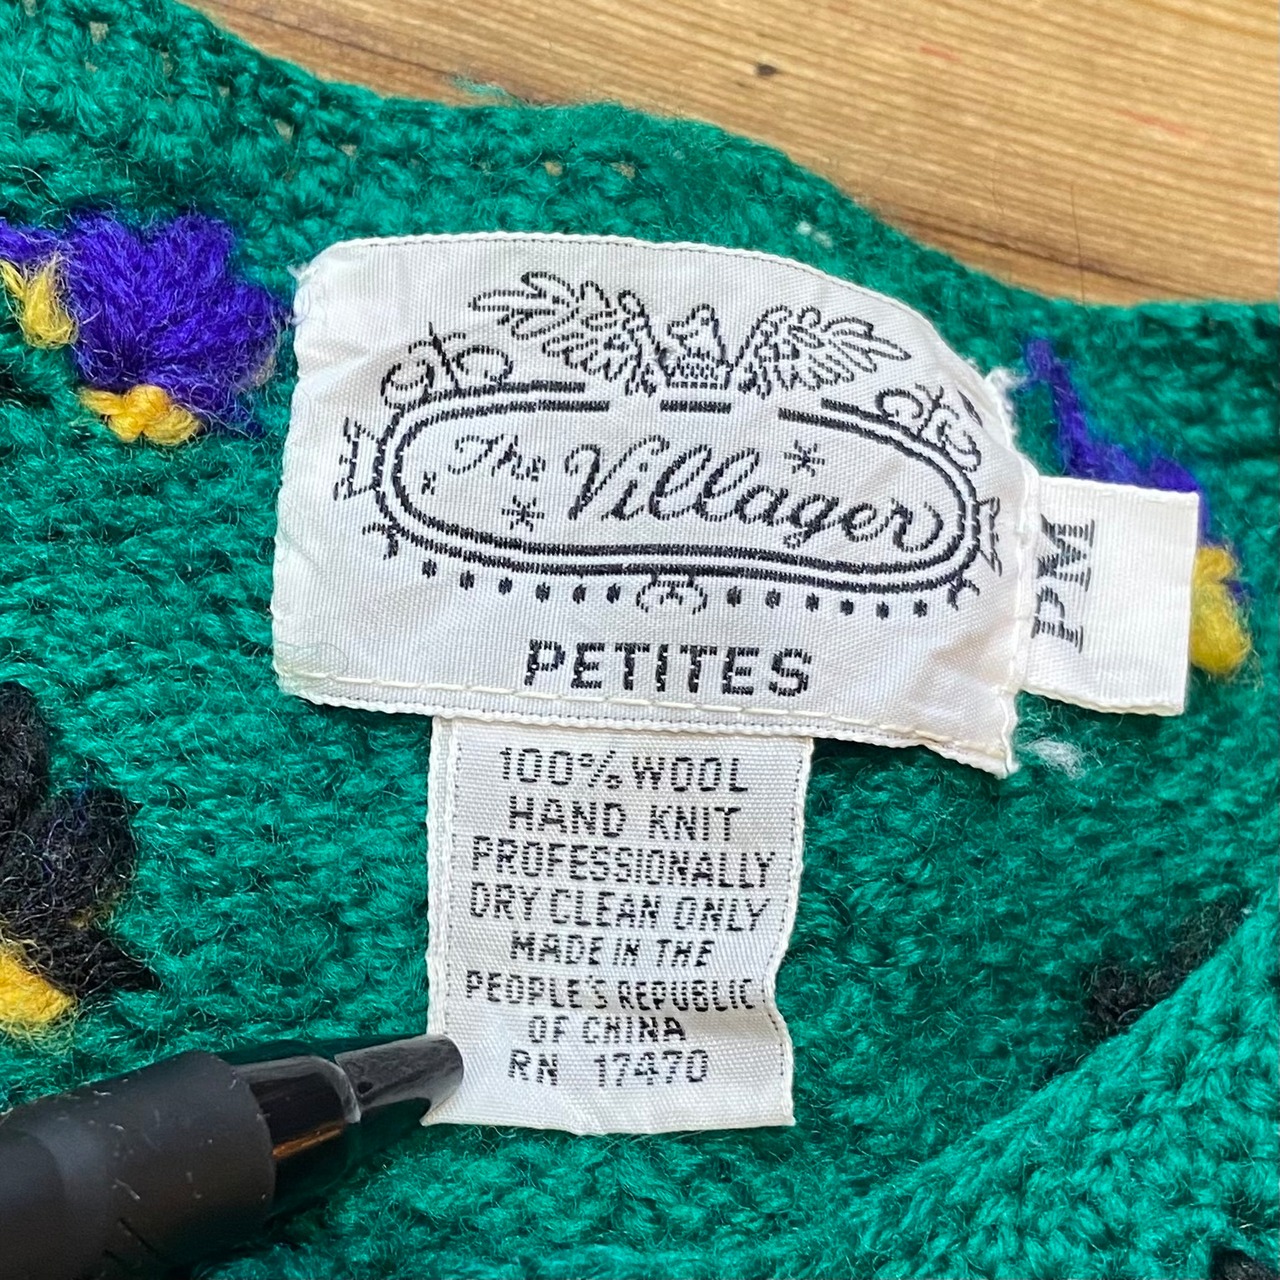 The Villager
PETITES
PM
100% WOOL
HAND KNIT
PROFESSIONALLY
DRY CLEAN ONLY
MADE IN THE
PEOPLE'S REPUBLIC
OF CHINA
RN 17470